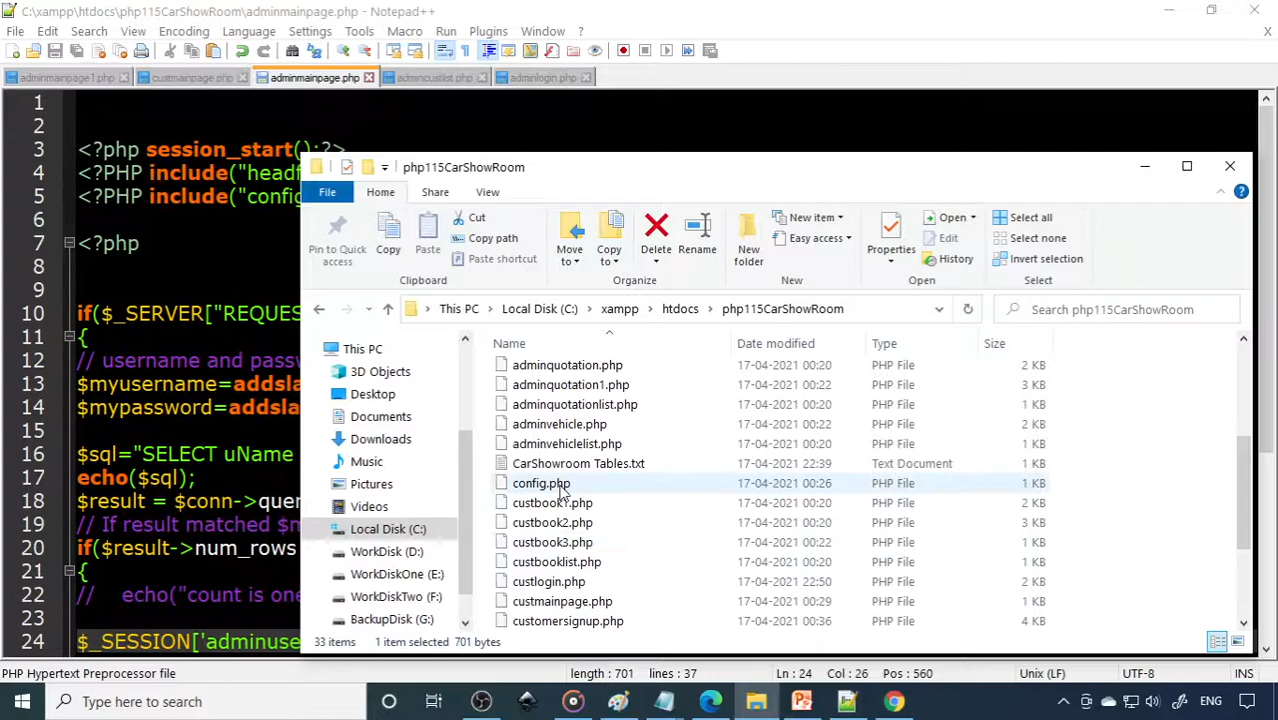 C:\xampp\htdocs\php115CarShowRoom\adminmainpage.php - Notepad++
File Edit Search View Encoding Language Settings Tools Macro Run Plugins Window ?
adminmainpage1.php custmainpage.php adminmainpage.php admincustlist.php adminlogin.php
1
2
3 <?php session_start();?>
4 <?PHP include("headf
5 <?PHP include("config
6
7 <?php
8
9
10 if($_SERVER["REQUES
11 {
12 // username and passw
13 $myusername=addsla
14 $mypassword=addsla
15
16 $sql="SELECT uName
17 echo($sql);
18 $result = $conn->quer
19 // If result matched $m
20 if($result->num_rows
21 {
22 // echo("count is one
23
24 $_SESSION['adminuse
php115CarShowRoom
File Home Share View
Pin to Quick access
Copy
Paste
Cut
Copy path
Paste shortcut
Clipboard
Move to
Copy to
Delete
Rename
Organize
New folder
New item
Easy access
New
Properties
Open
Edit
History
Open
Select all
Select none
Invert selection
Select
This PC > Local Disk (C:) > xampp > htdocs > php115CarShowRoom
Search php115CarShowRoom
This PC
3D Objects
Desktop
Documents
Downloads
Music
Pictures
Videos
Local Disk (C:)
WorkDisk (D:)
WorkDiskOne (E:)
WorkDiskTwo (F:)
BackupDisk (G:)
Name Date modified Type Size
adminquotation.php 17-04-2021 00:20 PHP File 2 KB
adminquotation1.php 17-04-2021 00:22 PHP File 3 KB
adminquotationlist.php 17-04-2021 00:20 PHP File 1 KB
adminvehicle.php 17-04-2021 00:22 PHP File 4 KB
adminvehiclelist.php 17-04-2021 00:20 PHP File 1 KB
CarShowroom Tables.txt 17-04-2021 22:39 Text Document 1 KB
config.php 17-04-2021 00:26 PHP File 1 KB
custbook1.php 17-04-2021 00:20 PHP File 1 KB
custbook2.php 17-04-2021 00:22 PHP File 3 KB
custbook3.php 17-04-2021 00:22 PHP File 1 KB
custbooklist.php 17-04-2021 00:20 PHP File 1 KB
custlogin.php 17-04-2021 22:50 PHP File 2 KB
custmainpage.php 17-04-2021 00:29 PHP File 1 KB
customersignup.php 17-04-2021 00:36 PHP File 4 KB
33 items 1 item selected 701 bytes
PHP Hypertext Preprocessor file length : 701 lines : 37 Ln : 24 Col : 26 Pos : 560 Unix (LF) UTF-8 INS
Type here to search
ENG